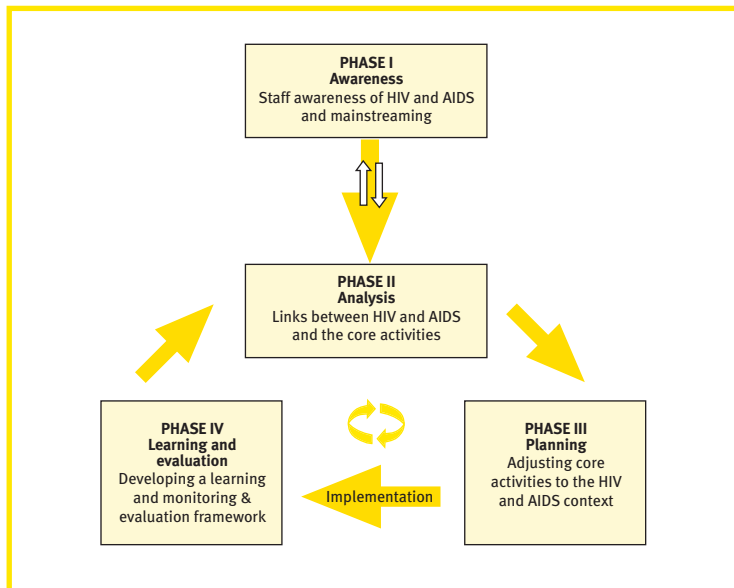 PHASE I
Awareness
Staff awareness of HIV and AIDS
and mainstreaming
PHASE II
Analysis
Links between HIV and AIDS
and the core activities
PHASE III
Planning
Adjusting core
activities to the HIV
and AIDS context
Implementation
PHASE IV
Learning and
evaluation
Developing a learning
and monitoring &
evaluation framework